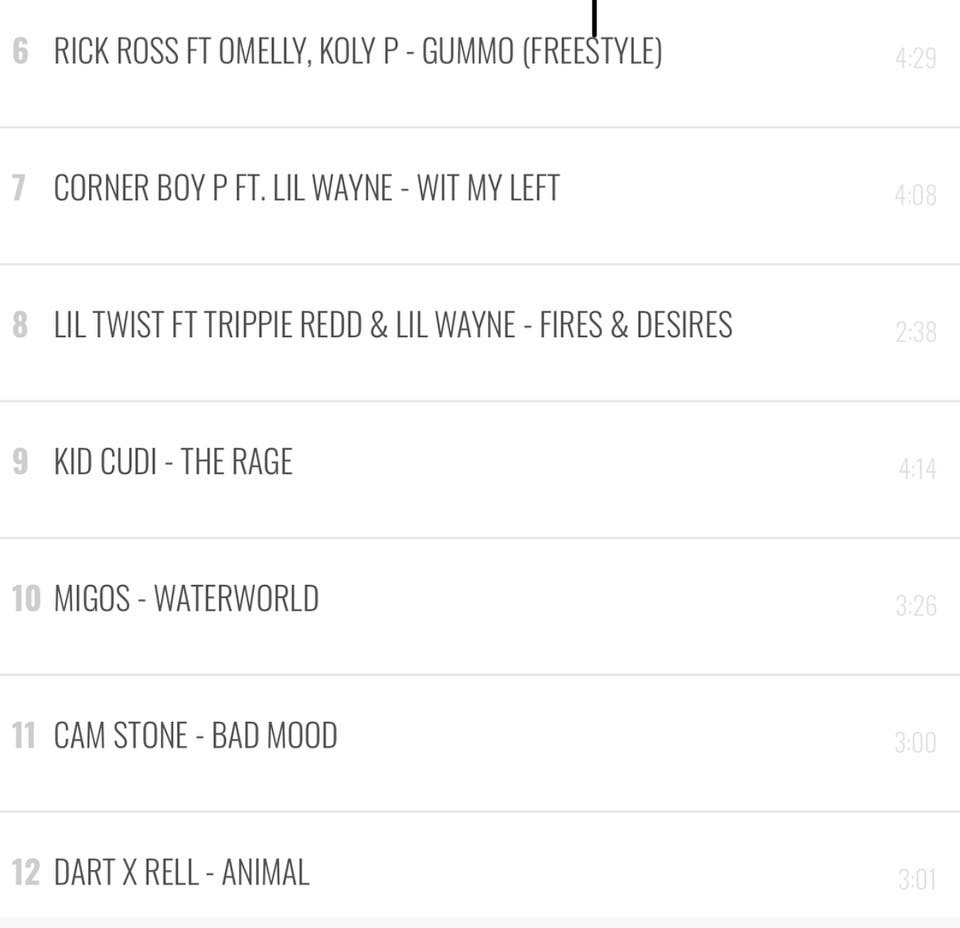 6 RICK ROSS FT OMELLY, KOLY P - GUMMO (FREESTYLE) 4:29
7 CORNER BOY P FT. LIL WAYNE - WIT MY LEFT 4:08
8 LIL TWIST FT TRIPPIE REDD & LIL WAYNE - FIRES & DESIRES 2:38
9 KID CUDI - THE RAGE 4:14
10 MIGOS - WATERWORLD 3:26
11 CAM STONE - BAD MOOD 3:00
12 DART X RELL - ANIMAL 3:01